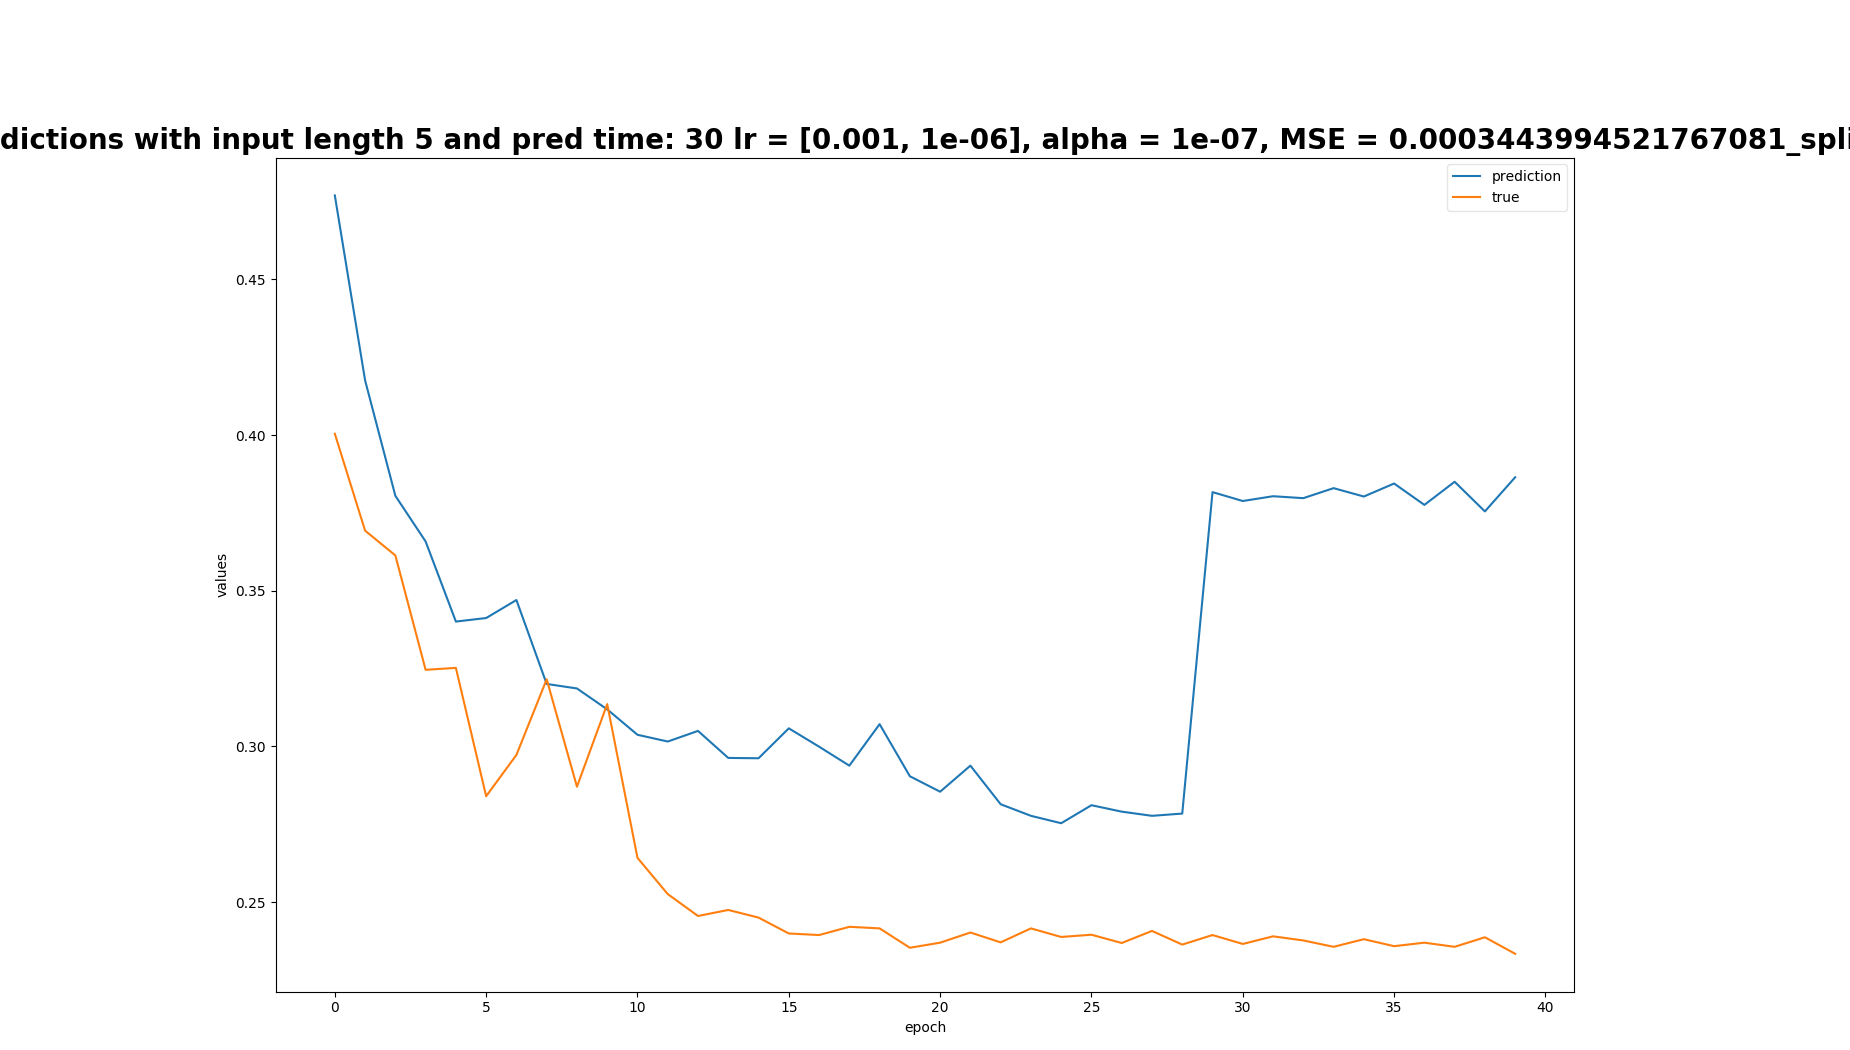 dictions with input length 5 and pred time: 30 lr = [0.001, 1e-06], alpha = 1e-07, MSE = 0.0003443994521767081_spli
prediction
true
0.45
0.40
0.35
0.30
0.25
values
0 5 10 15 20 25 30 35 40
epoch